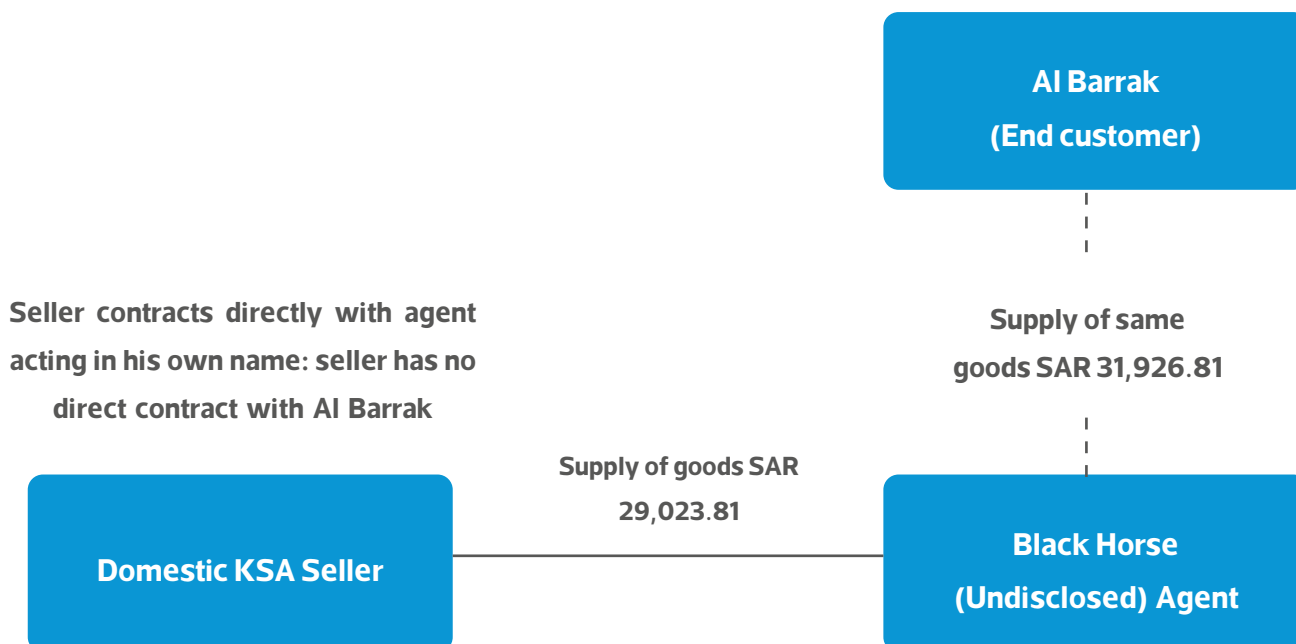 Al Barrak
(End customer)
Seller contracts directly with agent
acting in his own name: seller has no
direct contract with Al Barrak
Supply of same
goods SAR 31,926.81
Supply of goods SAR
29,023.81
Domestic KSA Seller
Black Horse
(Undisclosed) Agent